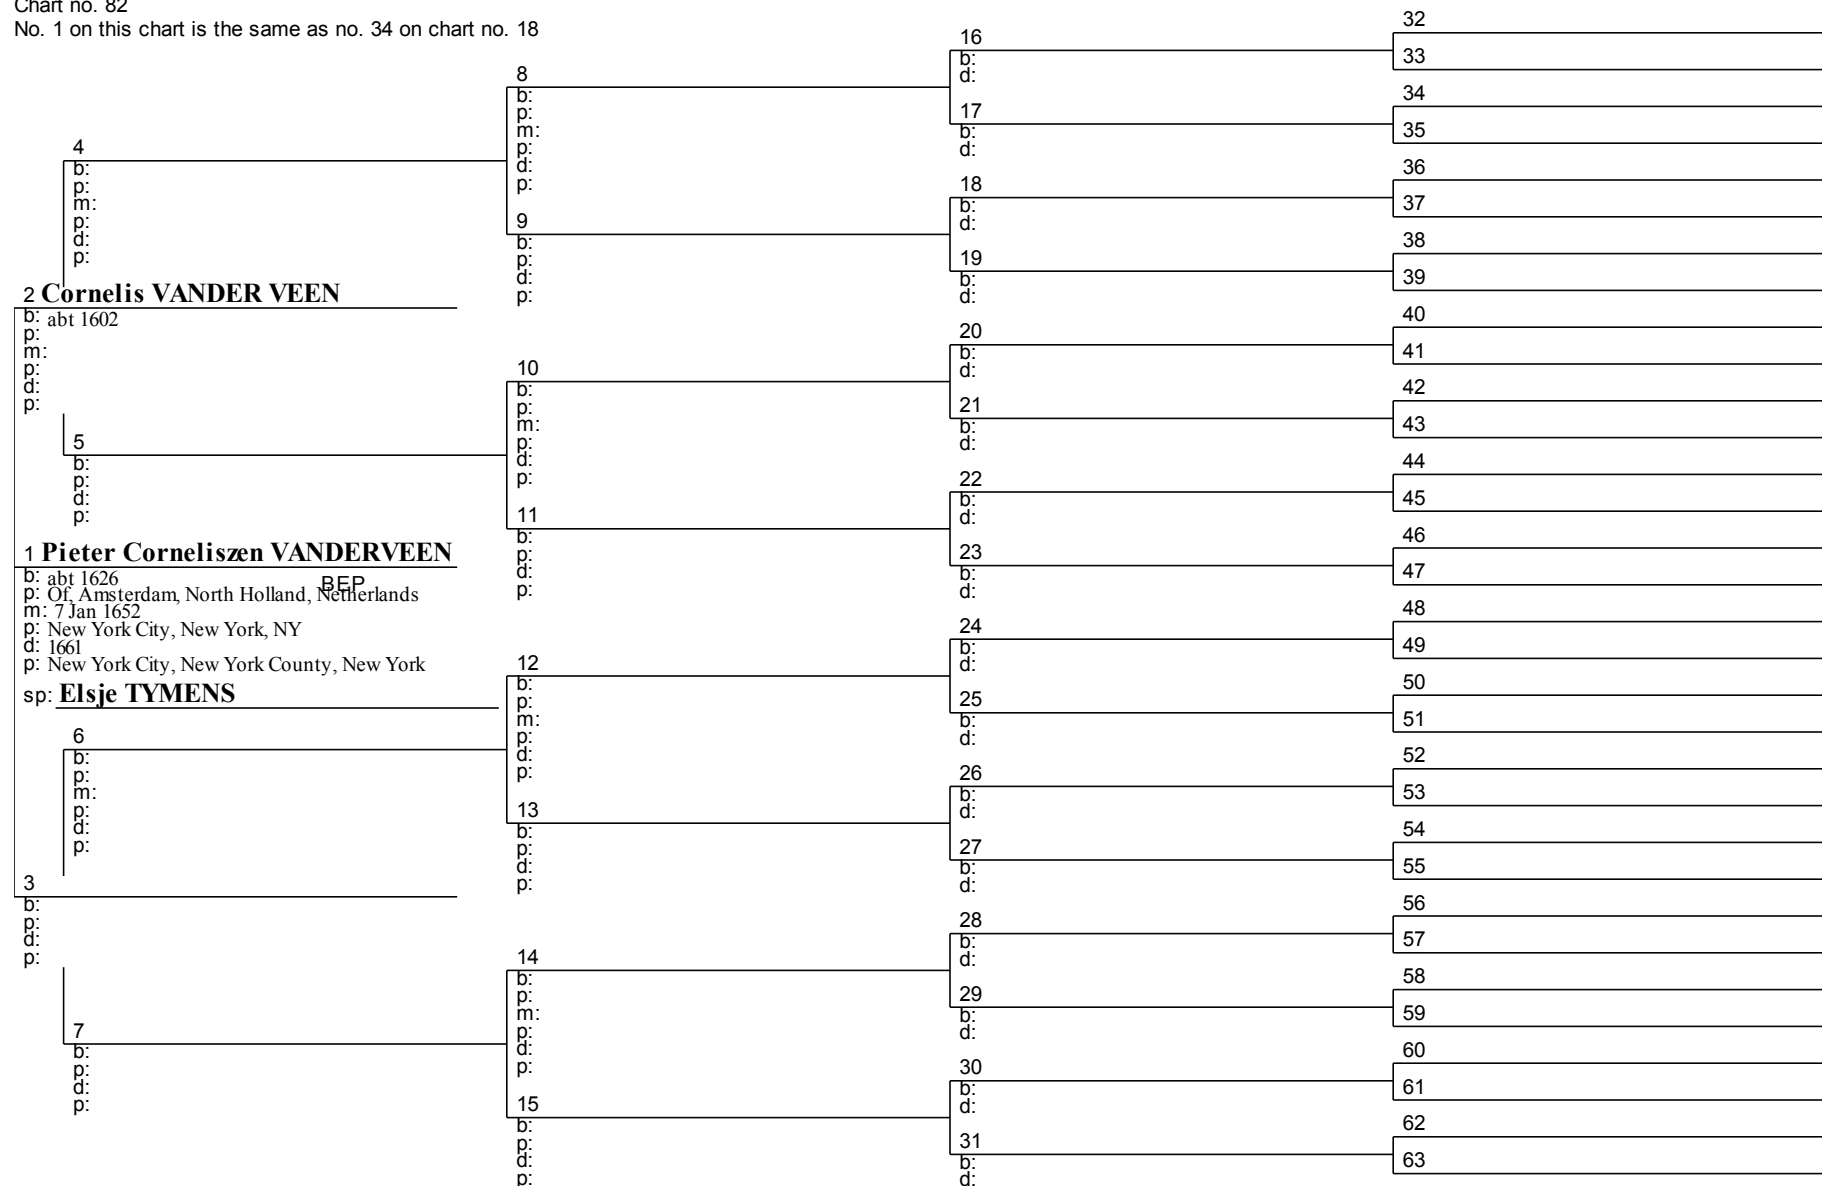 Chart no. 82
No. 1 on this chart is the same as no. 34 on chart no. 18
4
b:
p:
m:
p:
d:
p:
2 Cornelis VANDER VEEN
b: abt 1602
p:
m:
p:
d:
p:
5
b:
p:
d:
p:
1 Pieter Corneliszen VANDERVEEN
b: abt 1626
BEP
p: Of, Amsterdam, North Holland, Netherlands
m: 7 Jan 1652
p: New York City, New York, NY
d: 1661
p: New York City, New York County, New York
sp: Elsje TYMENS
6
b:
p:
m:
p:
d:
p:
3
b:
p:
d:
p:
7
b:
p:
d:
p:
8
b:
p:
m:
p:
d:
p:
9
b:
p:
d:
p:
10
b:
p:
m:
p:
d:
p:
11
b:
p:
d:
p:
12
b:
p:
m:
p:
d:
p:
13
b:
p:
d:
p:
14
b:
p:
m:
p:
d:
p:
15
b:
p:
d:
p:
16
b:
d:
17
b:
d:
18
b:
d:
19
b:
d:
20
b:
d:
21
b:
d:
22
b:
d:
23
b:
d:
24
b:
d:
25
b:
d:
26
b:
d:
27
b:
d:
28
b:
d:
29
b:
d:
30
b:
d:
31
b:
d:
32
33
34
35
36
37
38
39
40
41
42
43
44
45
46
47
48
49
50
51
52
53
54
55
56
57
58
59
60
61
62
63